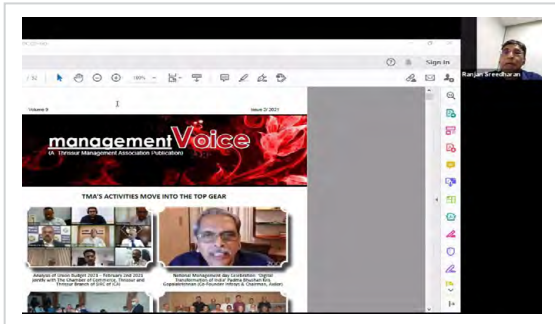 Sign In
Ranjan Sreedharan
/ 32
Volume 9
Issue 2/ 2021
management Voice
(A Thrissur Management Association Publication)
TMA'S ACTIVITIES MOVE INTO THE TOP GEAR
Analysis of Union Budget 2021 - February 2nd 2021
jointly with The Chamber of Commerce, Thrissur and
Thrissur Branch of SIRC of ICAI
National Management day Celebration: "Digital
Transformation of India" Padma Bhushan Kris
Gopalakrishnan (Co-Founder Infosys & Chairman, Axilor)